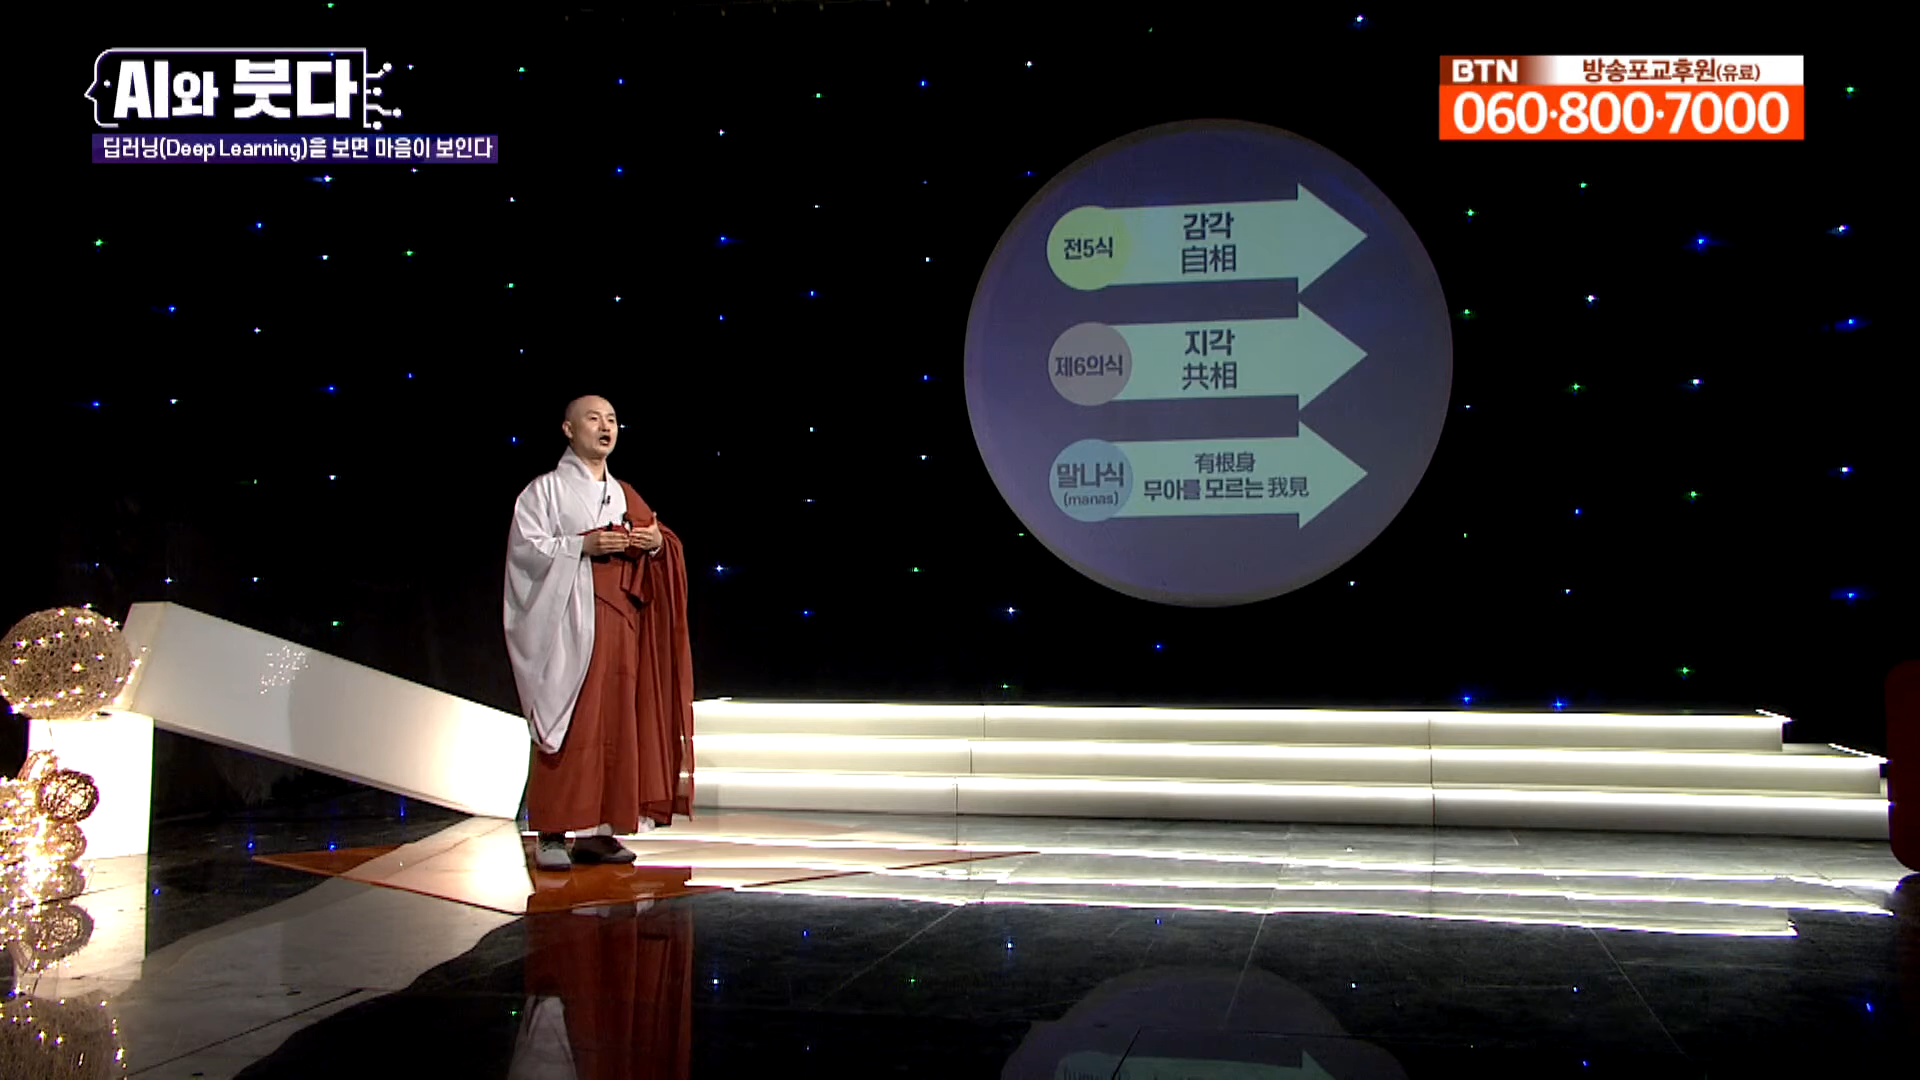 AI와 붓다
딥러닝(Deep Learning)을 보면 마음이 보인다
BTN 방송포교후원(유료)
060·800·7000
전5식
감각
自相
제6의식
지각
共相
말나식
(manas)
有根身
무아를 모르는 我見